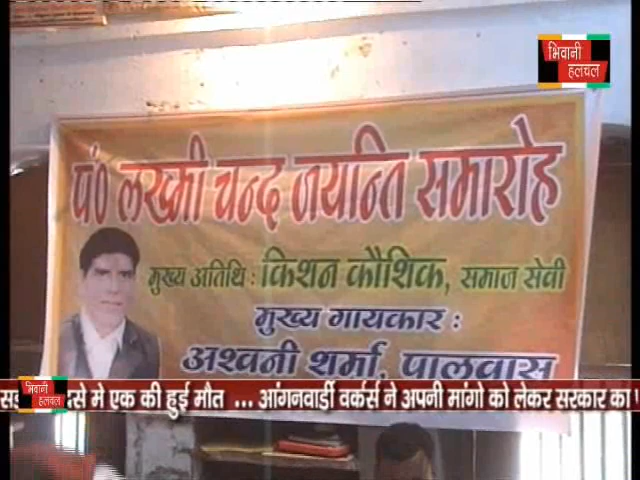 भिवानी
हलचल
पं० लख्मी चन्द जयन्ति समारोह
मुख्य अतिथि : किशन कौशिक, समाज सेवी
मुख्य गायकार :
अश्वनी शर्मा, पालवास
भिवानी
हलचल
दसे मे एक की हुई मौत ... आंगनवार्डी वर्कर्स ने अपनी मांगो को लेकर सरकार का